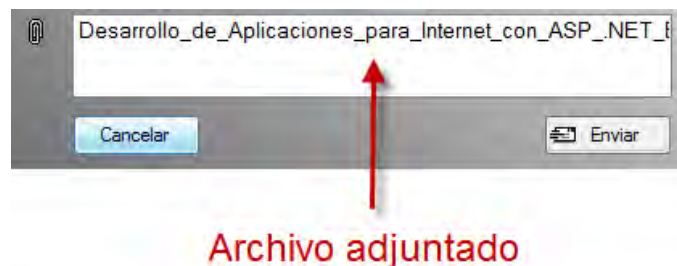 Desarrollo_de_Aplicaciones_para_Internet_con_ASP_.NET_
Cancelar
Enviar
Archivo adjuntado